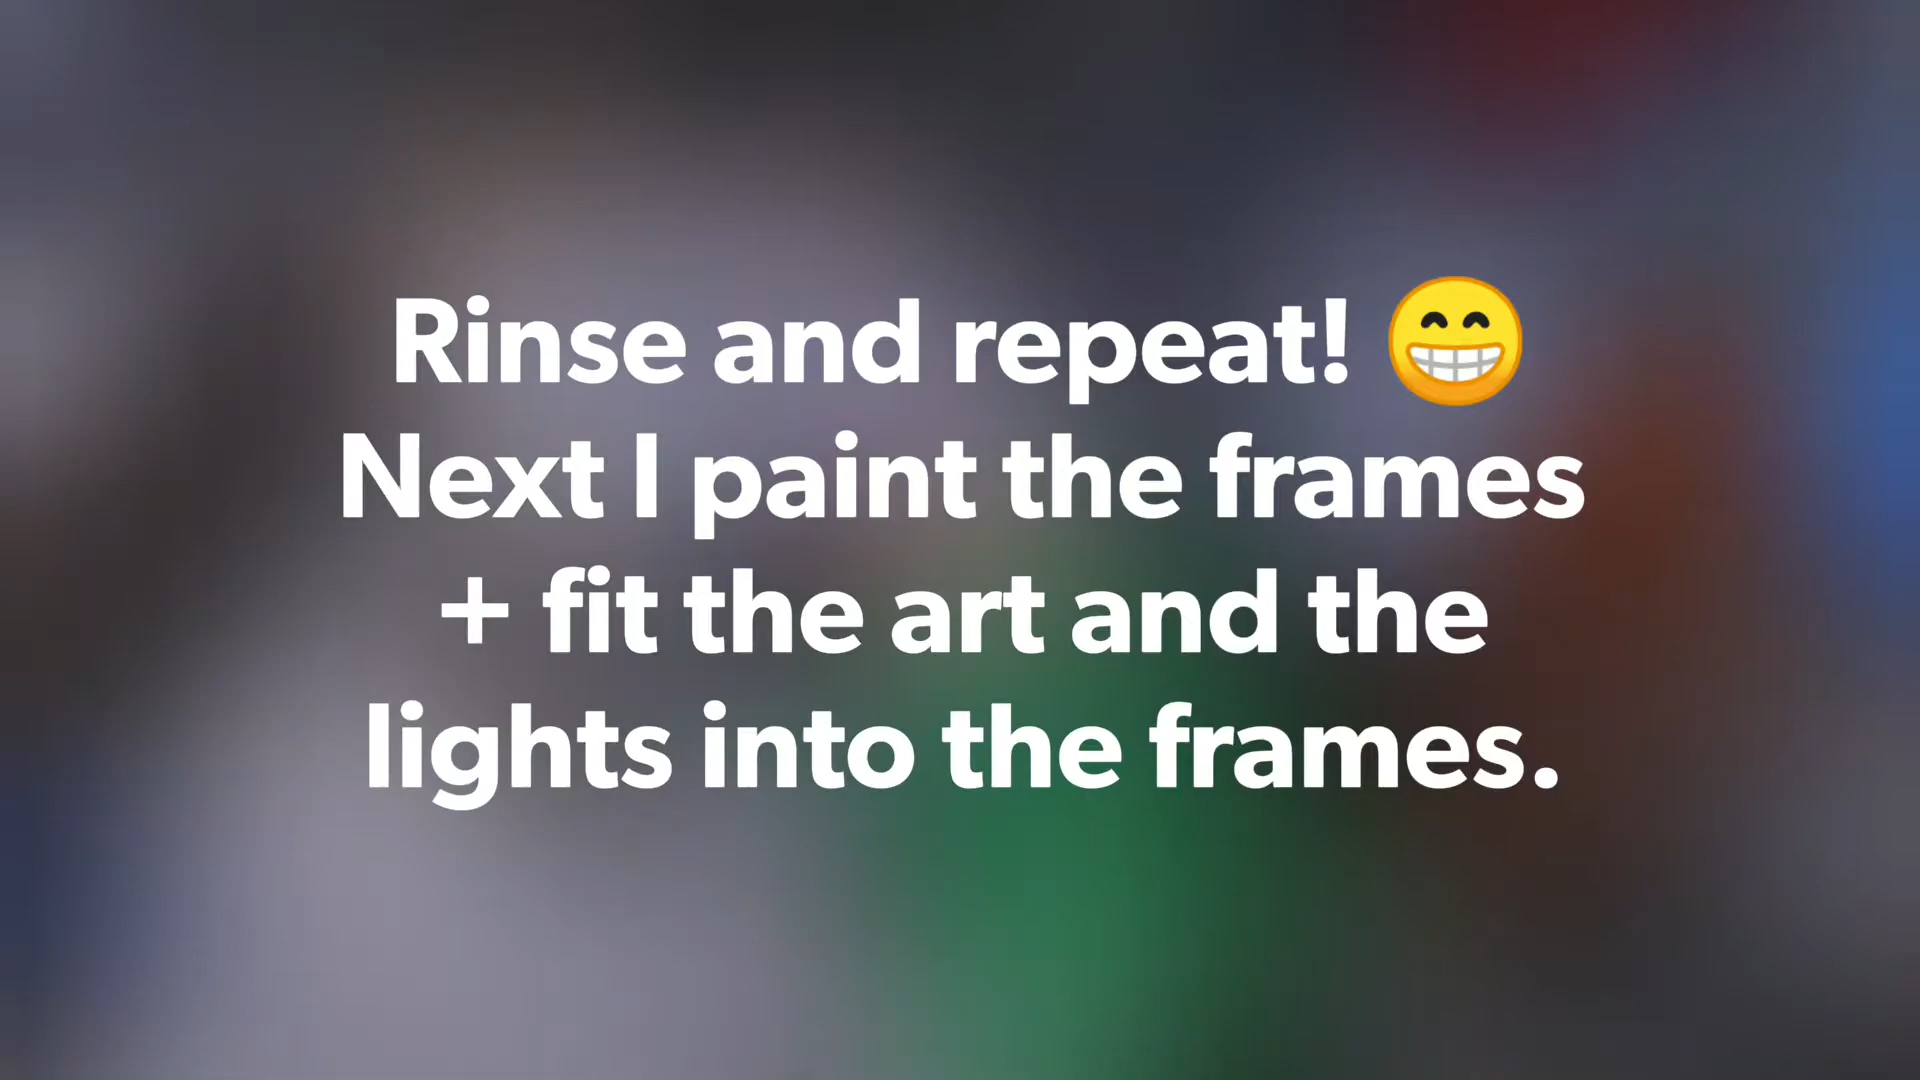 Rinse and repeat! 😁
Next I paint the frames
+ fit the art and the
lights into the frames.